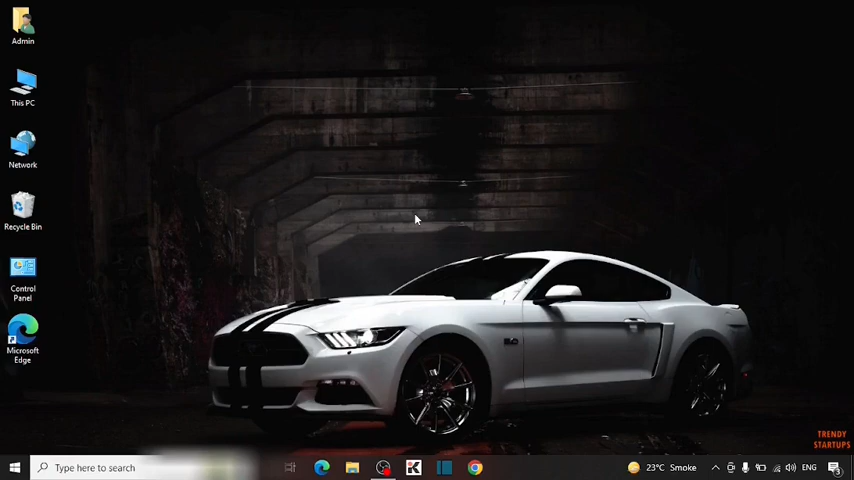 Admin
This PC
Network
Recycle Bin
Control
Panel
Microsoft
Edge
TRENDY
STARTUPS
Type here to search
23°C Smoke
ENG
3